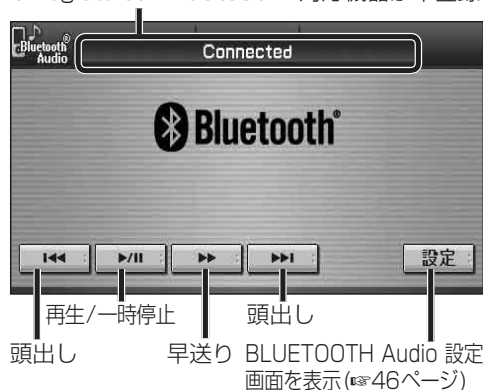 Bluetooth®
Audio
Connected
Bluetooth®
設定
再生/一時停止
頭出し
頭出し
早送り
BLUETOOTH Audio 設定
画面を表示(☞46ページ)